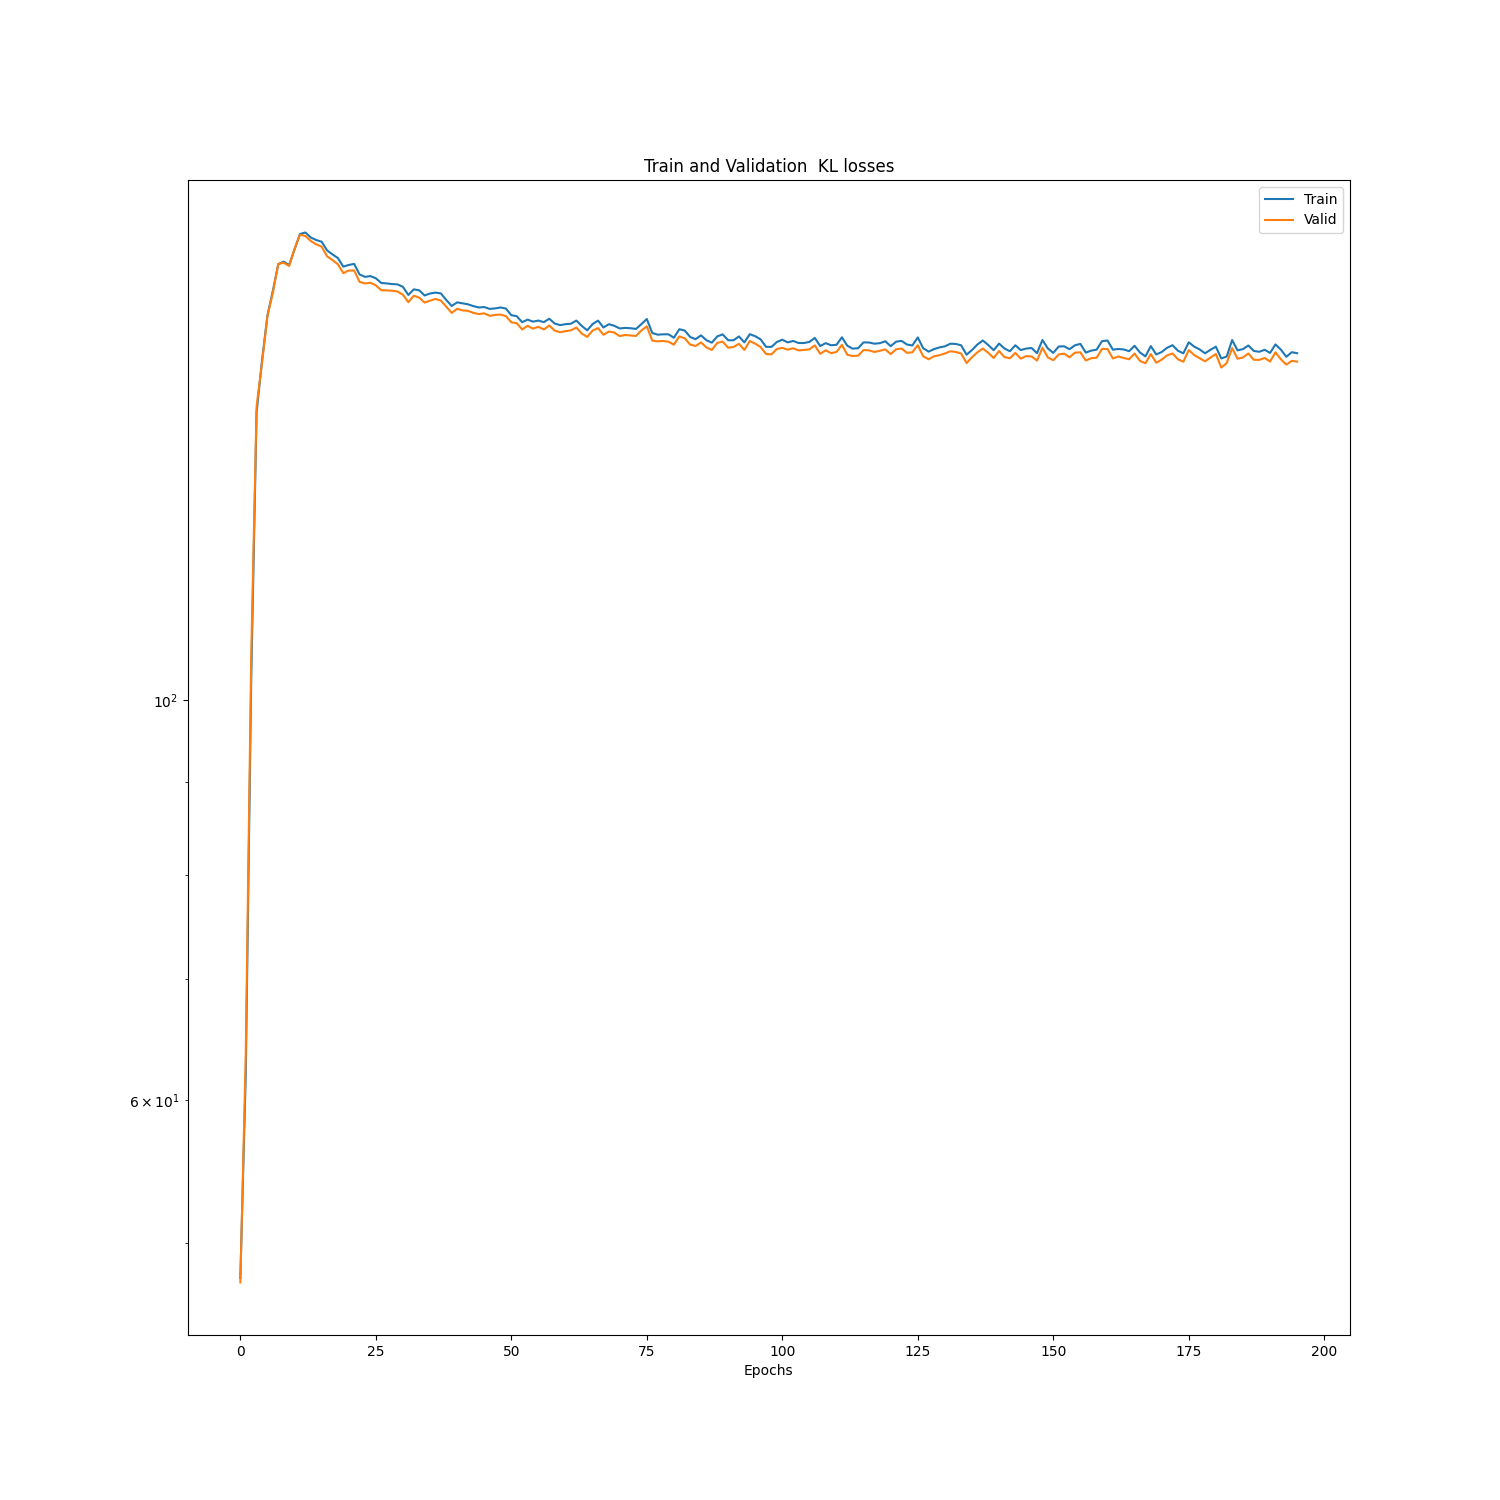 Train and Validation  KL losses
Train
Valid
10²
6 × 10¹
0 25 50 75 100 125 150 175 200
Epochs